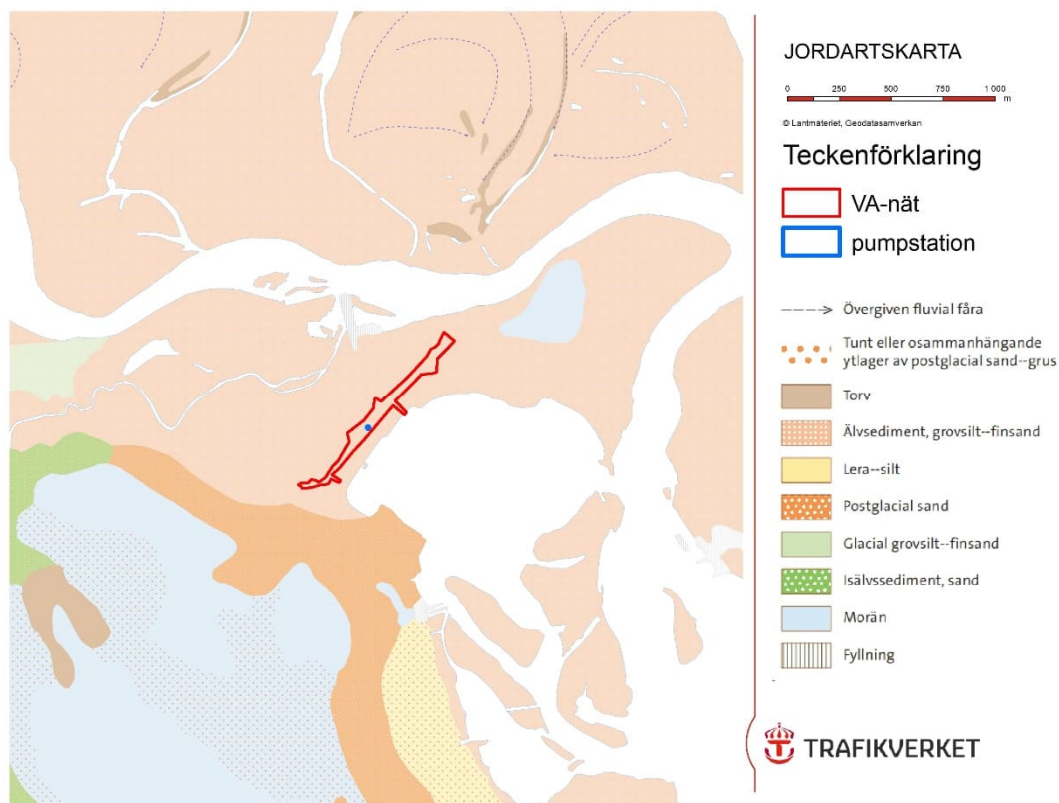 JORDARTSKARTA
0 250 500 750 1 000
m
© Lantmäteriet, Geodatasamverkan
Teckenförklaring
VA-nät
pumpstation
Övergiven fluvial fåra
Tunt eller osammanhängande
ytlager av postglacial sand--grus
Torv
Älvsediment, grovsilt--finsand
Lera--silt
Postglacial sand
Glacial grovsilt--finsand
Isälvssediment, sand
Morän
Fyllning
TRAFIKVERKET